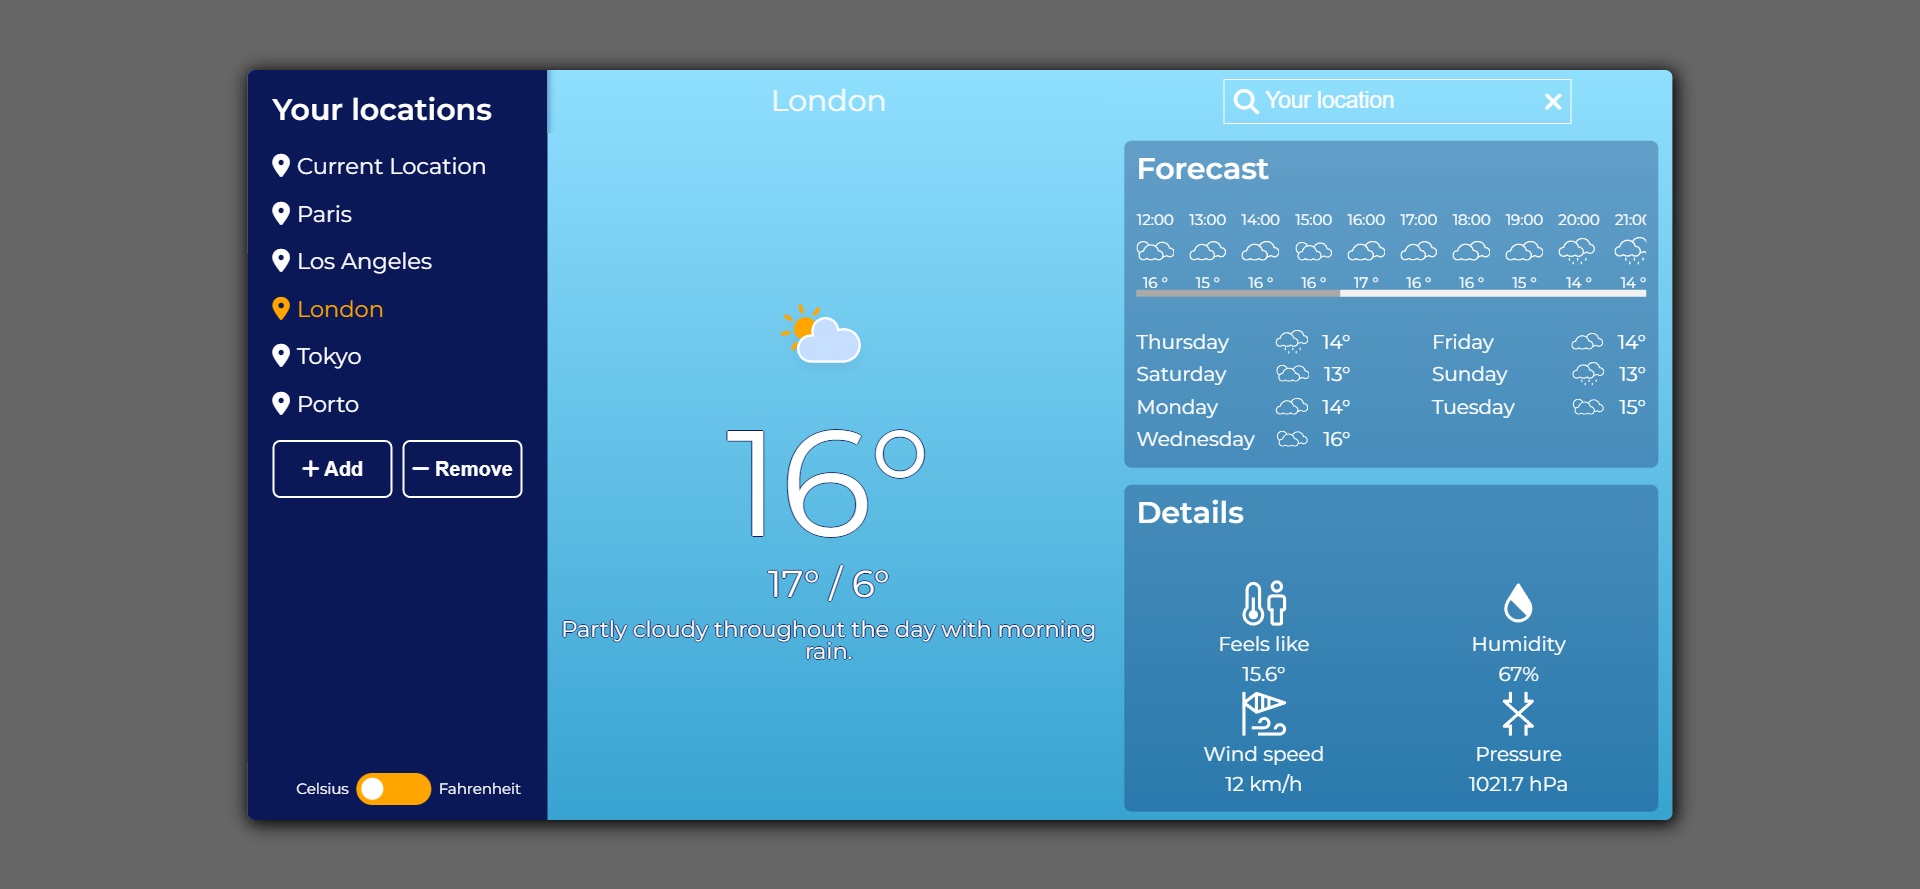 Your locations
Current Location
Paris
Los Angeles
London
Tokyo
Porto
Add
Remove
Celsius
Fahrenheit
London
16°
17° / 6°
Partly cloudy throughout the day with morning
rain.
Your location
Forecast
12:00 13:00 14:00 15:00 16:00 17:00 18:00 19:00 20:00 21:00
16 ° 15 ° 16 ° 16 ° 17 ° 16 ° 16 ° 15 ° 14 ° 14 °
Thursday 14° Friday 14°
Saturday 13° Sunday 13°
Monday 14° Tuesday 15°
Wednesday 16°
Details
Feels like
15.6°
Humidity
67%
Wind speed
12 km/h
Pressure
1021.7 hPa